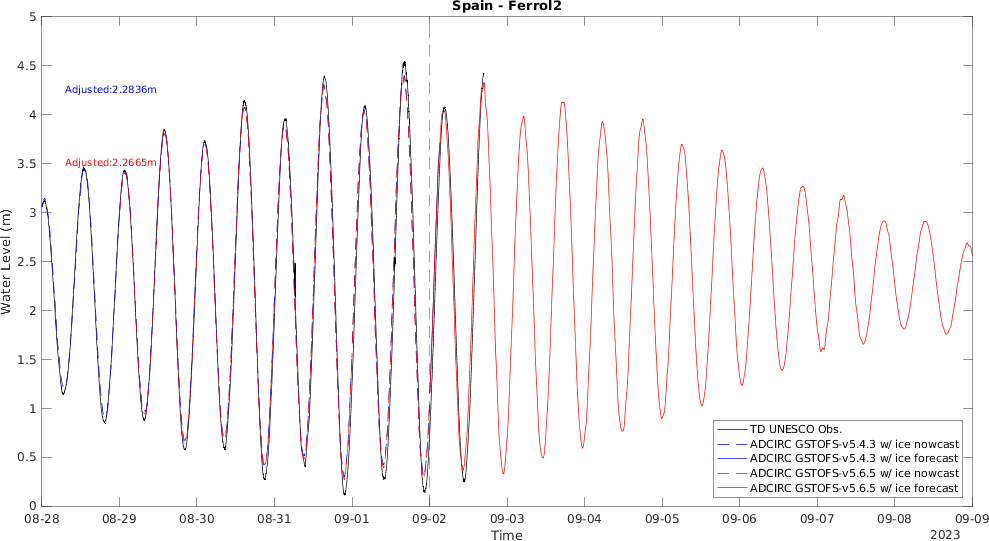 Spain - Ferrol2
5
4.5
4
3.5
3
2.5
2
1.5
1
0.5
0
Water Level (m)
Adjusted:2.2836m
Adjusted:2.2665m
TD UNESCO Obs.
ADCIRC GSTOFS-v5.4.3 w/ ice nowcast
ADCIRC GSTOFS-v5.4.3 w/ ice forecast
ADCIRC GSTOFS-v5.6.5 w/ ice nowcast
ADCIRC GSTOFS-v5.6.5 w/ ice forecast
08-28 08-29 08-30 08-31 09-01 09-02 09-03 09-04 09-05 09-06 09-07 09-08 09-09
Time
2023